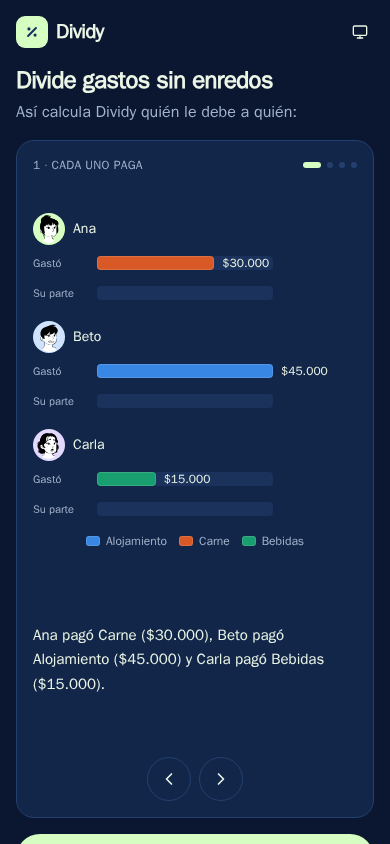 Dividy
Divide gastos sin enredos
Así calcula Dividy quién le debe a quién:
1 · CADA UNO PAGA
Ana
Gastó $30.000
Su parte
Beto
Gastó $45.000
Su parte
Carla
Gastó $15.000
Su parte
Alojamiento Carne Bebidas
Ana pagó Carne ($30.000), Beto pagó
Alojamiento ($45.000) y Carla pagó Bebidas
($15.000).